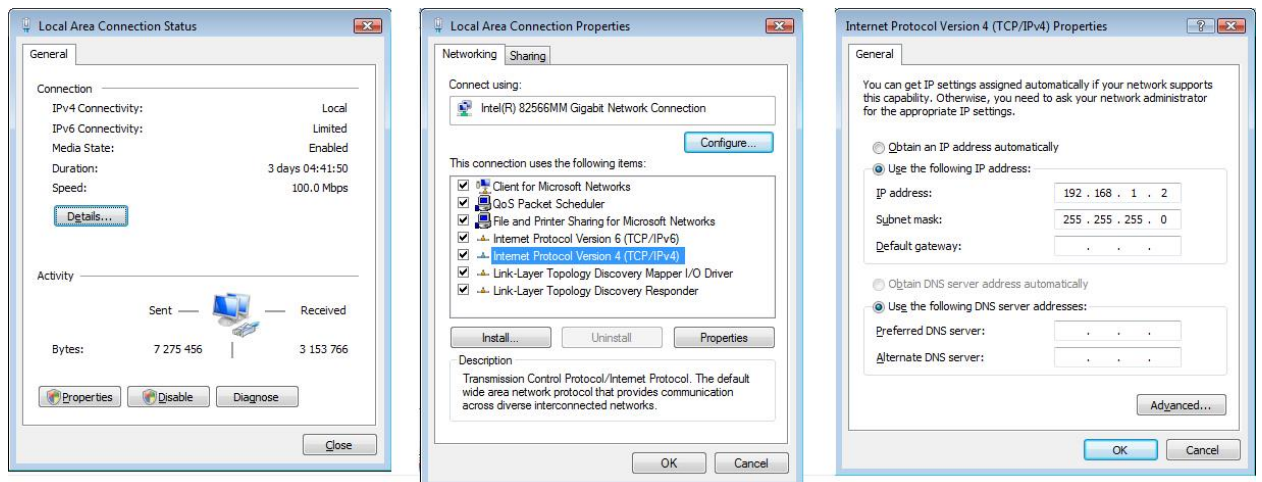 Local Area Connection Status
General
Connection
IPv4 Connectivity: Local
IPv6 Connectivity: Limited
Media State: Enabled
Duration: 3 days 04:41:50
Speed: 100.0 Mbps
Details...
Activity
Sent — — Received
Bytes: 7 275 456 3 153 766
Properties Disable Diagnose
Close
Local Area Connection Properties
Networking Sharing
Connect using:
Intel(R) 82566MM Gigabit Network Connection
Configure...
This connection uses the following items:
Client for Microsoft Networks
QoS Packet Scheduler
File and Printer Sharing for Microsoft Networks
Internet Protocol Version 6 (TCP/IPv6)
Internet Protocol Version 4 (TCP/IPv4)
Link-Layer Topology Discovery Mapper I/O Driver
Link-Layer Topology Discovery Responder
Install... Uninstall Properties
Description
Transmission Control Protocol/Internet Protocol. The default
wide area network protocol that provides communication
across diverse interconnected networks.
OK Cancel
Internet Protocol Version 4 (TCP/IPv4) Properties
General
You can get IP settings assigned automatically if your network supports
this capability. Otherwise, you need to ask your network administrator
for the appropriate IP settings.
Obtain an IP address automatically
Use the following IP address:
IP address: 192 . 168 . 1 . 2
Subnet mask: 255 . 255 . 255 . 0
Default gateway: . . .
Obtain DNS server address automatically
Use the following DNS server addresses:
Preferred DNS server: . . .
Alternate DNS server: . . .
Advanced...
OK Cancel